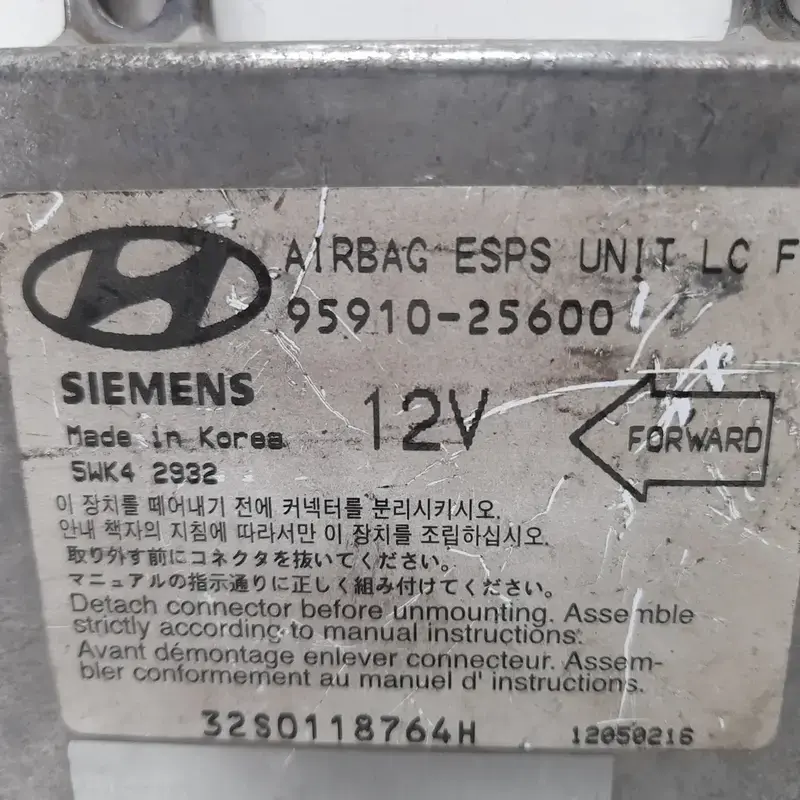 AIRBAG ESPS UNIT LC F
95910-25600
SIEMENS
12V
FORWARD
Made in Korea
5WK4 2932
이 장치를 떼어내기 전에 커넥터를 분리시키시오.
안내 책자의 지침에 따라서만 이 장치를 조립하십시오.
取り外す前にコネクタを抜いてください。
マニュアルの指示通りに正しく組み付けてください。
Detach connector before unmounting. Assemble
strictly according to manual instructions.
Avant démontage enlever connecteur. Assem-
bler conformement au manuel d' instructions.
32S0118764H
12050216